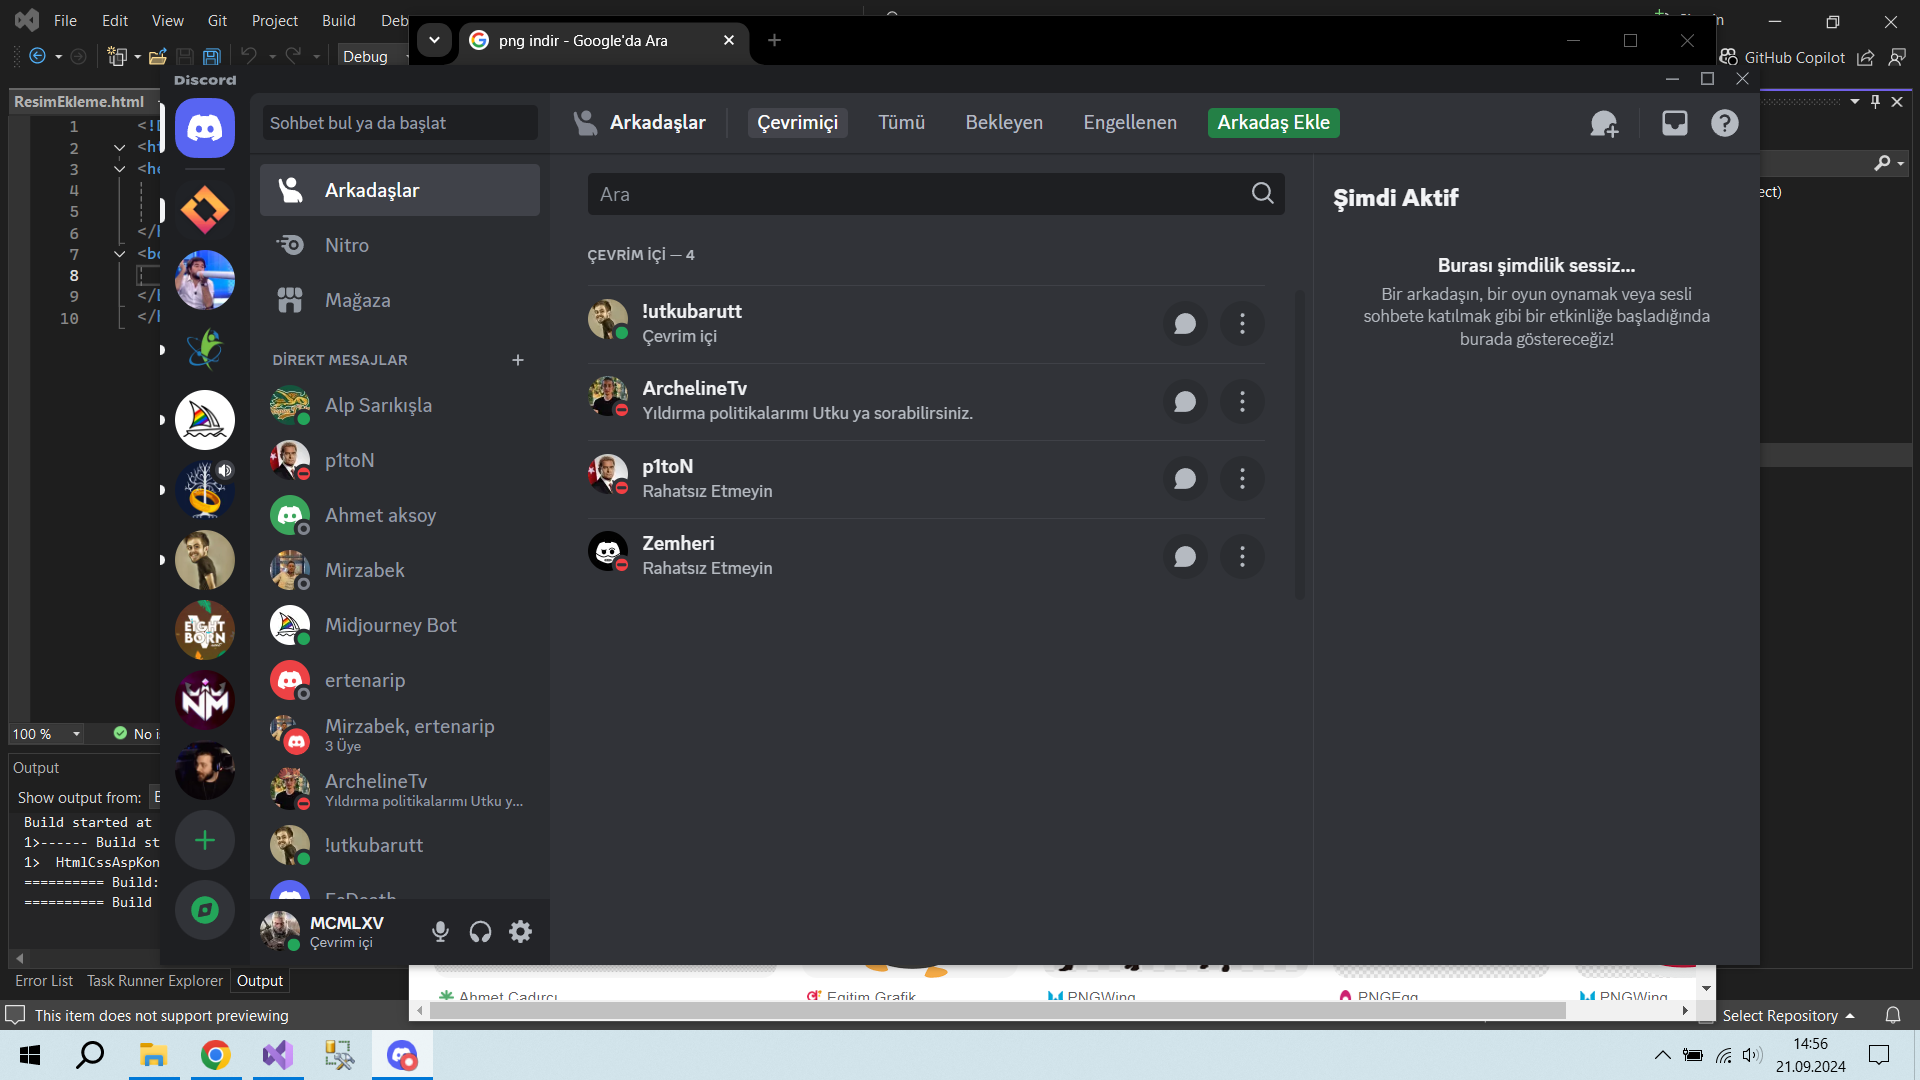 File Edit View Git Project Build Deb
png indir - Google'da Ara
Debug
GitHub Copilot
Discord
ResimEkleme.html
1
2
3
4
5
6
7
8
9
10
Sohbet bul ya da başlat
Arkadaşlar
Çevrimiçi
Tümü
Bekleyen
Engellenen
Arkadaş Ekle
Arkadaşlar
Nitro
Mağaza
DİREKT MESAJLAR
Alp Sarıkışla
p1toN
Ahmet aksoy
Mirzabek
Midjourney Bot
ertenarip
Mirzabek, ertenarip
3 Üye
ArchelineTv
Yıldırma politikalarımı Utku y...
!utkubarutt
MCMLXV
Çevrim içi
EIGHT
BORN
V
NM
Ara
ÇEVRİM İÇİ — 4
!utkubarutt
Çevrim içi
ArchelineTv
Yıldırma politikalarımı Utku ya sorabilirsiniz.
p1toN
Rahatsız Etmeyin
Zemheri
Rahatsız Etmeyin
Şimdi Aktif
Burası şimdilik sessiz...
Bir arkadaşın, bir oyun oynamak veya sesli
sohbete katılmak gibi bir etkinliğe başladığında
burada göstereceğiz!
ect)
100 %
No i
Output
Show output from:
Build started at
1>------ Build st
1> HtmlCssAspKon
========== Build:
========== Build
Error List Task Runner Explorer Output
Ahmet Çadırcı
Eğitim Grafik
PNGWing
PNGEgg
PNGWing
This item does not support previewing
Select Repository
14:56
21.09.2024